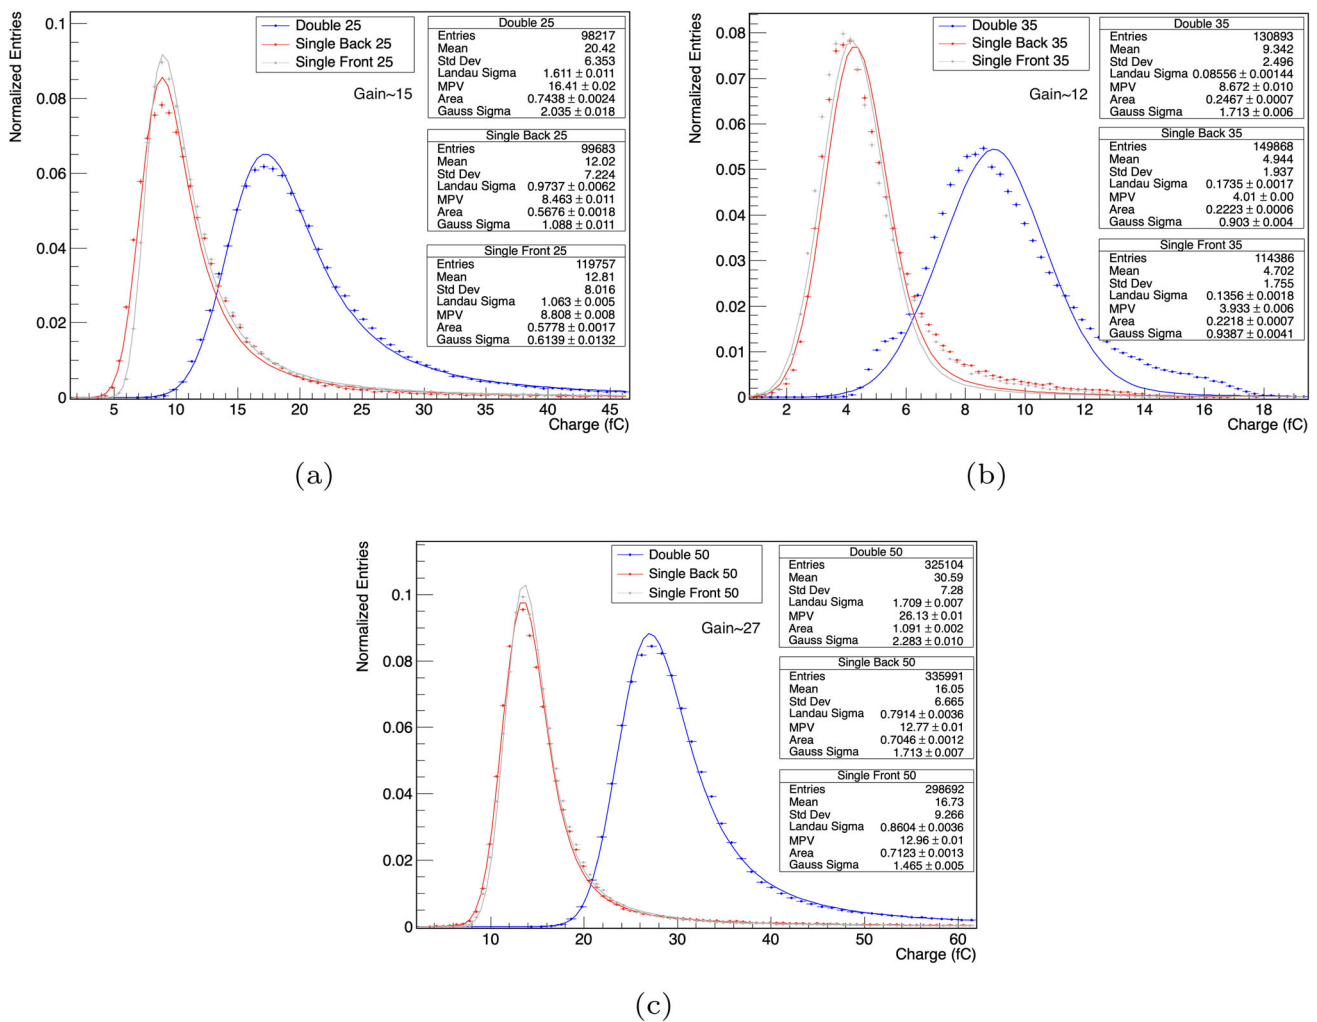 Normalized Entries
0.1
0.08
0.06
0.04
0.02
0
5 10 15 20 25 30 35 40 45
Charge (fC)
Double 25
Single Back 25
Single Front 25
Gain~15
Double 25
Entries 98217
Mean 20.42
Std Dev 6.353
Landau Sigma 1.611 ± 0.011
MPV 16.41 ± 0.02
Area 0.7438 ± 0.0024
Gauss Sigma 2.035 ± 0.018
Single Back 25
Entries 99683
Mean 12.02
Std Dev 7.224
Landau Sigma 0.9737 ± 0.0062
MPV 8.463 ± 0.011
Area 0.5676 ± 0.0018
Gauss Sigma 1.088 ± 0.011
Single Front 25
Entries 119757
Mean 12.81
Std Dev 8.016
Landau Sigma 1.063 ± 0.005
MPV 8.808 ± 0.008
Area 0.5778 ± 0.0017
Gauss Sigma 0.6139 ± 0.0132
(a)
Normalized Entries
0.08
0.07
0.06
0.05
0.04
0.03
0.02
0.01
0
2 4 6 8 10 12 14 16 18
Charge (fC)
Double 35
Single Back 35
Single Front 35
Gain~12
Double 35
Entries 130893
Mean 9.342
Std Dev 2.496
Landau Sigma 0.08556 ± 0.00144
MPV 8.672 ± 0.010
Area 0.2467 ± 0.0007
Gauss Sigma 1.713 ± 0.006
Single Back 35
Entries 149868
Mean 4.944
Std Dev 1.937
Landau Sigma 0.1735 ± 0.0017
MPV 4.01 ± 0.00
Area 0.2223 ± 0.0006
Gauss Sigma 0.903 ± 0.004
Single Front 35
Entries 114386
Mean 4.702
Std Dev 1.755
Landau Sigma 0.1356 ± 0.0018
MPV 3.933 ± 0.006
Area 0.2218 ± 0.0007
Gauss Sigma 0.9387 ± 0.0041
(b)
Normalized Entries
0.1
0.08
0.06
0.04
0.02
0
10 20 30 40 50 60
Charge (fC)
Double 50
Single Back 50
Single Front 50
Gain~27
Double 50
Entries 325104
Mean 30.59
Std Dev 7.28
Landau Sigma 1.709 ± 0.007
MPV 26.13 ± 0.01
Area 1.091 ± 0.002
Gauss Sigma 2.283 ± 0.010
Single Back 50
Entries 335991
Mean 16.05
Std Dev 6.665
Landau Sigma 0.7914 ± 0.0036
MPV 12.77 ± 0.01
Area 0.7046 ± 0.0012
Gauss Sigma 1.713 ± 0.007
Single Front 50
Entries 298692
Mean 16.73
Std Dev 9.266
Landau Sigma 0.8604 ± 0.0036
MPV 12.96 ± 0.01
Area 0.7123 ± 0.0013
Gauss Sigma 1.465 ± 0.005
(c)